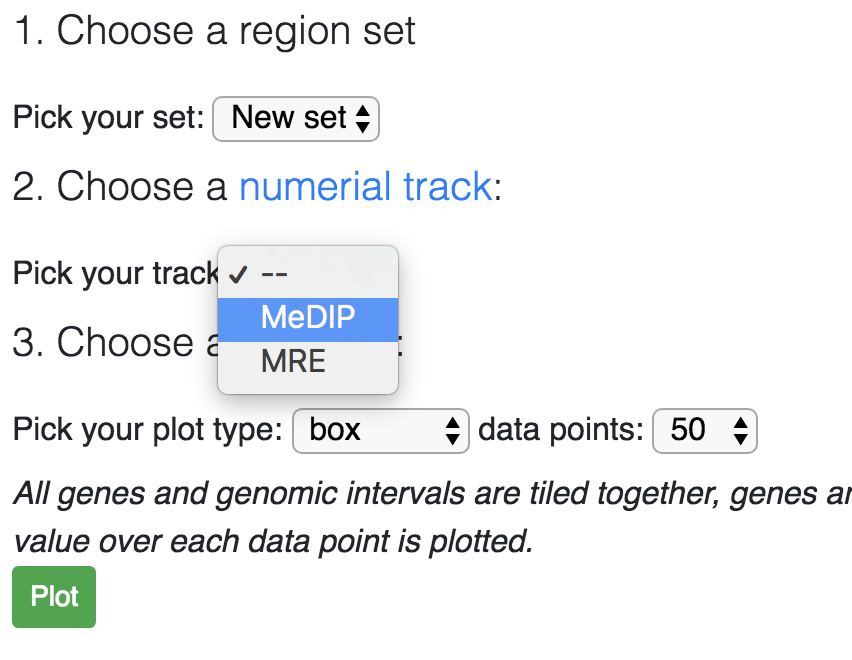 1. Choose a region set
Pick your set: New set
2. Choose a numerial track:
Pick your track
✓ --
MeDIP
MRE
3. Choose a :
Pick your plot type: box data points: 50
All genes and genomic intervals are tiled together, genes ar
value over each data point is plotted.
Plot